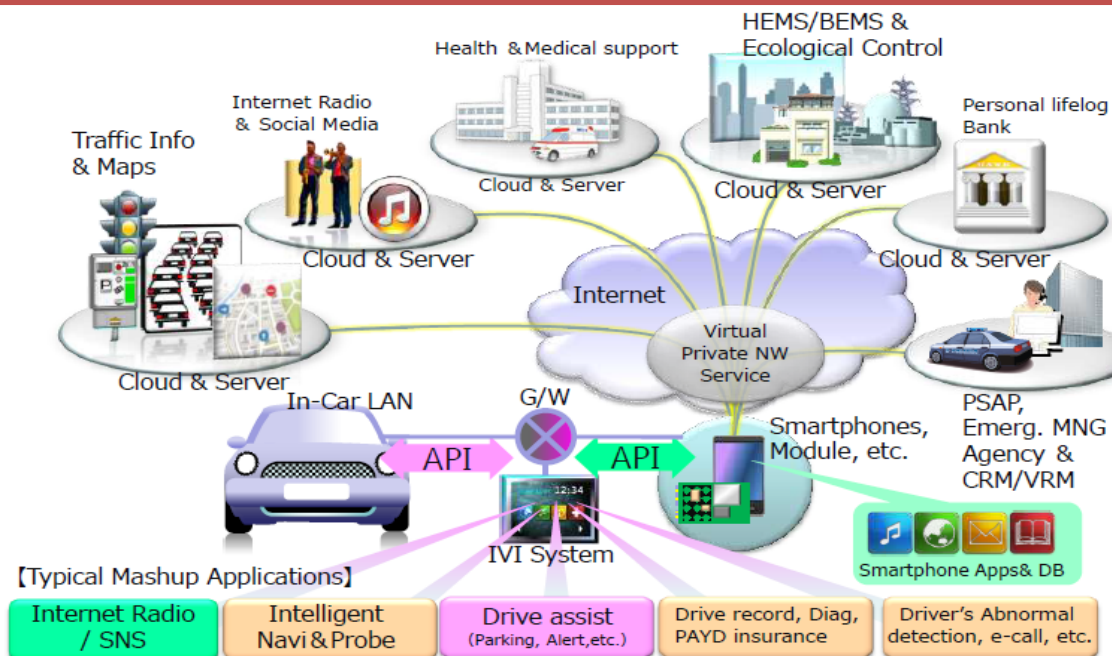 HEMS/BEMS &
Ecological Control
Health &Medical support
Personal lifelog
Bank
Internet Radio
& Social Media
Traffic Info
& Maps
Cloud & Server
Cloud & Server
Cloud & Server
Cloud & Server
Internet
Virtual
Private NW
Service
Cloud & Server
In-Car LAN
G/W
PSAP,
Emerg. MNG
Agency &
CRM/VRM
Smartphones,
Module, etc.
API
API
12:34
IVI System
Smartphone Apps& DB
【Typical Mashup Applications】
Internet Radio
/ SNS
Intelligent
Navi&Probe
Drive assist
(Parking, Alert,etc.)
Drive record, Diag,
PAYD insurance
Driver's Abnormal
detection, e-call, etc.